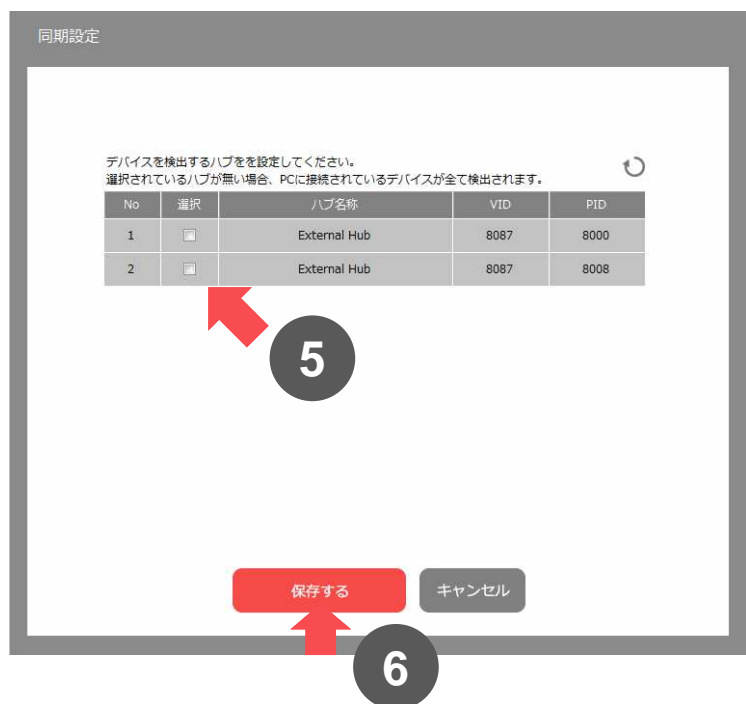 同期設定
デバイスを検出するハブをを設定してください。
選択されているハブが無い場合、PCに接続されているデバイスが全て検出されます。
No 選択 ハブ名称 VID PID
1 External Hub 8087 8000
2 External Hub 8087 8008
5
保存する キャンセル
6